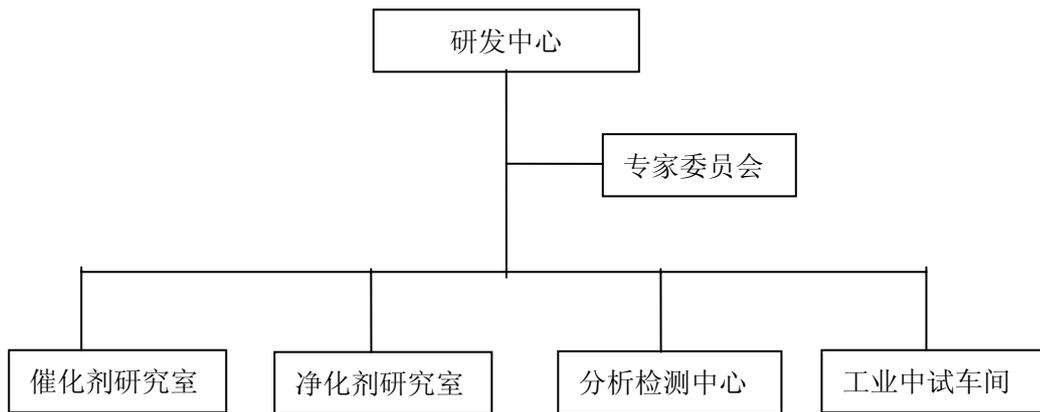 研发中心
专家委员会
催化剂研究室
净化剂研究室
分析检测中心
工业中试车间